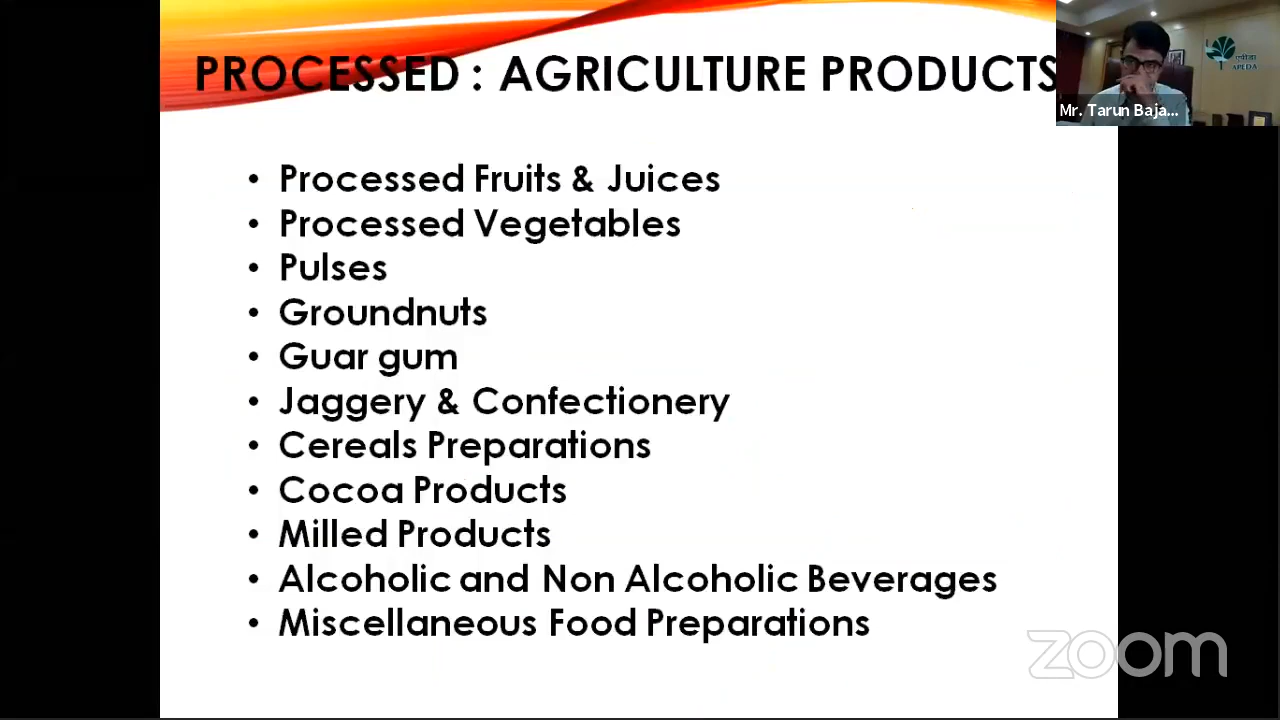 PROCESSED : AGRICULTURE PRODUCTS
एपीडा
APEDA
Mr. Tarun Baja...
• Processed Fruits & Juices
• Processed Vegetables
• Pulses
• Groundnuts
• Guar gum
• Jaggery & Confectionery
• Cereals Preparations
• Cocoa Products
• Milled Products
• Alcoholic and Non Alcoholic Beverages
• Miscellaneous Food Preparations
zoom